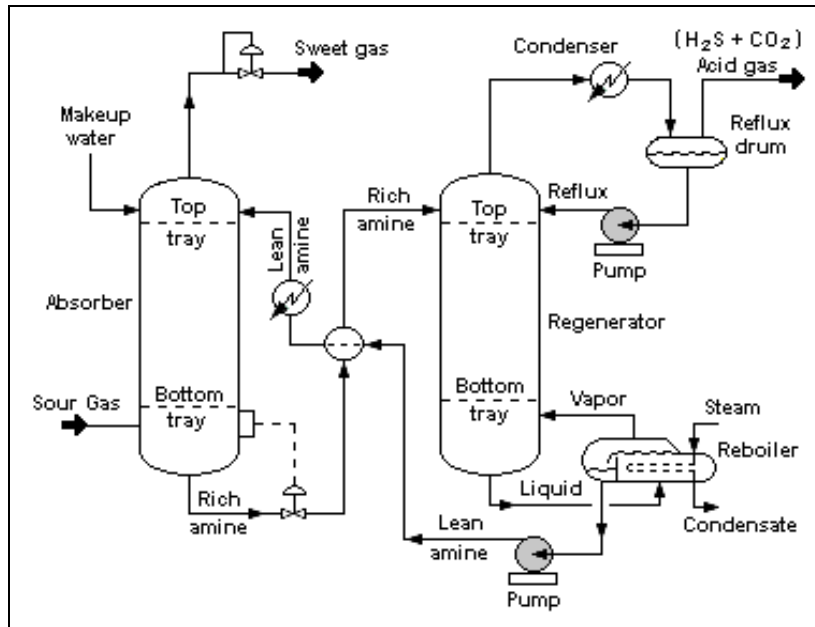 Sweet gas
Condenser
(H₂S + CO₂)
Acid gas
Makeup
water
Reflux
drum
Rich
amine
Reflux
Top
tray
Lean
amine
Top
tray
Pump
Absorber
Regenerator
Bottom
tray
Sour Gas
Bottom
tray
Vapor
Steam
Reboiler
Rich
amine
Liquid
Condensate
Lean
amine
Pump